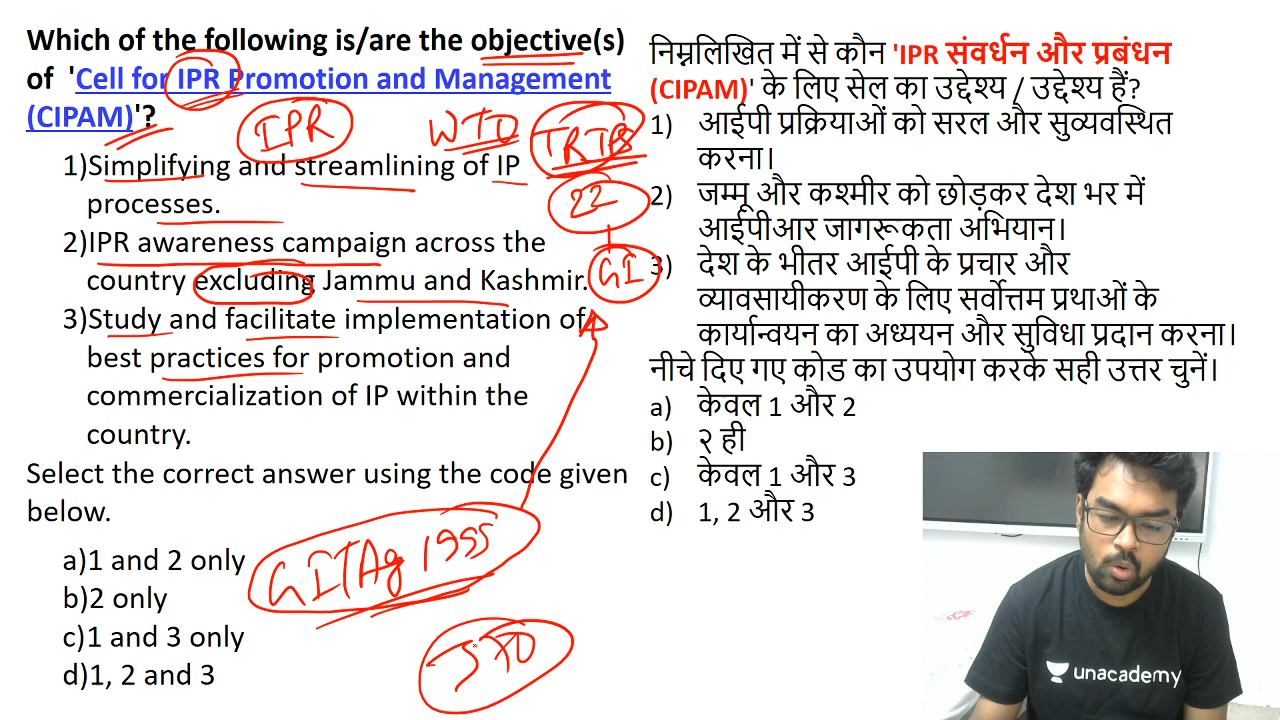 Which of the following is/are the objective(s)
of 'Cell for IPR Promotion and Management
(CIPAM)'?
IPR
WTO
TRIPS
1)Simplifying and streamlining of IP
processes.
22
2)IPR awareness campaign across the
country excluding Jammu and Kashmir.
GI
3)Study and facilitate implementation of
best practices for promotion and
commercialization of IP within the
country.
Select the correct answer using the code given
below.
GI TAg 1999
a)1 and 2 only
b)2 only
c)1 and 3 only
d)1, 2 and 3
370
निम्नलिखित में से कौन 'IPR संवर्धन और प्रबंधन
(CIPAM)' के लिए सेल का उद्देश्य / उद्देश्य हैं?
1) आईपी प्रक्रियाओं को सरल और सुव्यवस्थित
करना।
2) जम्मू और कश्मीर को छोड़कर देश भर में
आईपीआर जागरूकता अभियान।
3) देश के भीतर आईपी के प्रचार और
व्यावसायीकरण के लिए सर्वोत्तम प्रथाओं के
कार्यान्वयन का अध्ययन और सुविधा प्रदान करना।
नीचे दिए गए कोड का उपयोग करके सही उत्तर चुनें।
a) केवल 1 और 2
b) २ ही
c) केवल 1 और 3
d) 1, 2 और 3
unacademy